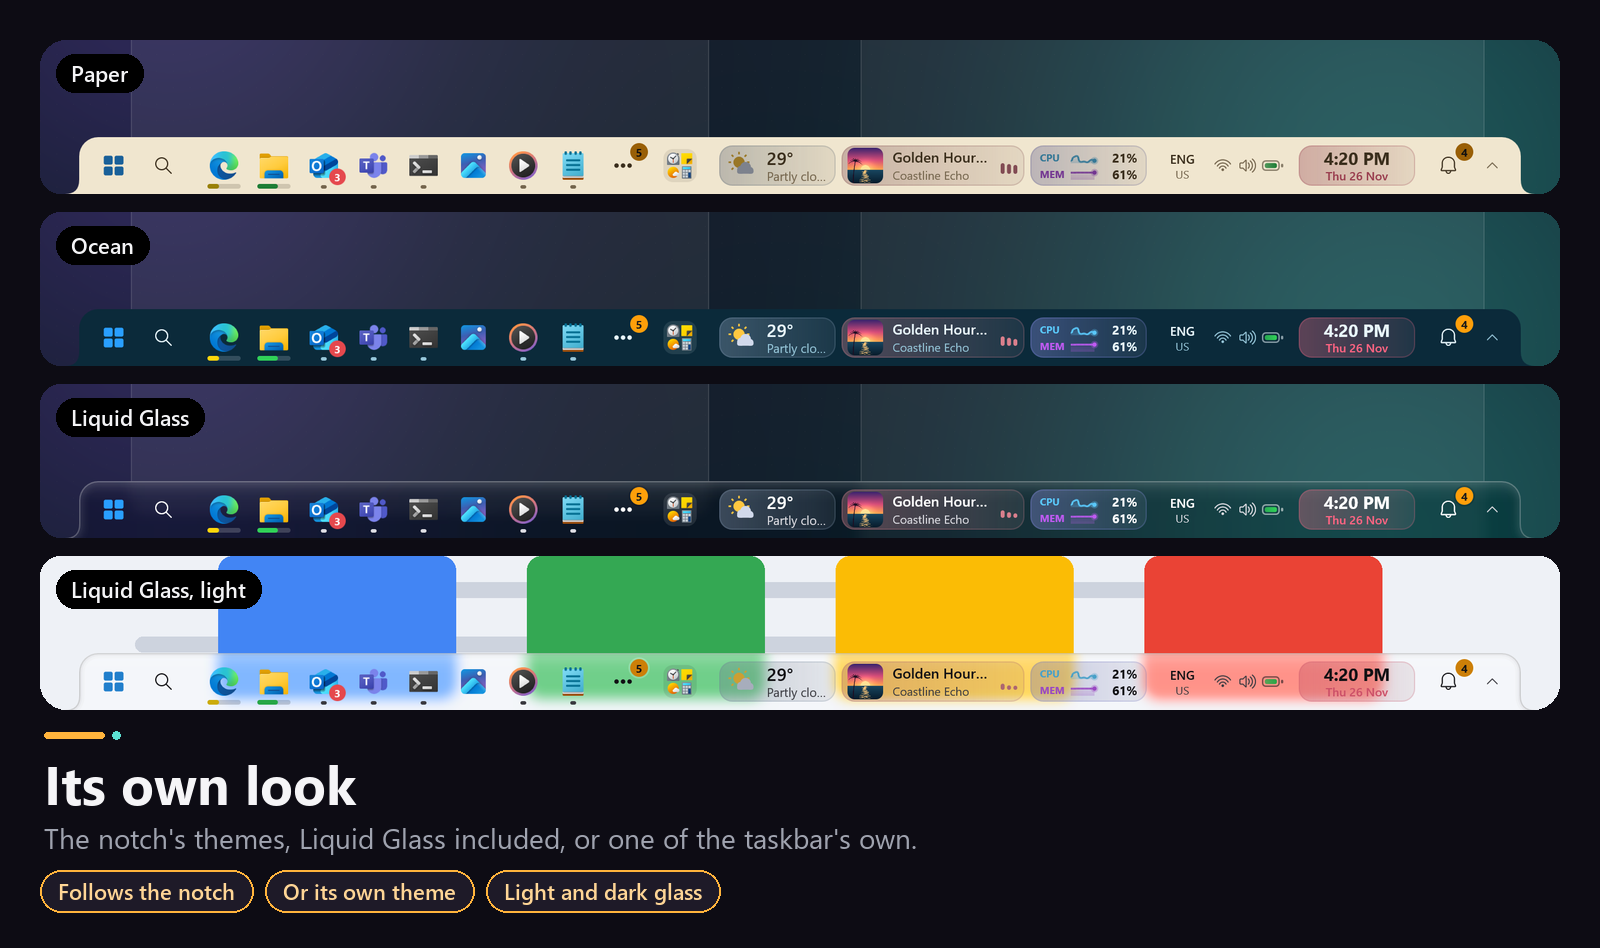 Paper
3
5
29°
Partly clo...
Golden Hour...
Coastline Echo
CPU 21%
MEM 61%
ENG
US
4:20 PM
Thu 26 Nov
4
Ocean
3
5
29°
Partly clo...
Golden Hour...
Coastline Echo
CPU 21%
MEM 61%
ENG
US
4:20 PM
Thu 26 Nov
4
Liquid Glass
3
5
29°
Partly clo...
Golden Hour...
Coastline Echo
CPU 21%
MEM 61%
ENG
US
4:20 PM
Thu 26 Nov
4
Liquid Glass, light
3
5
29°
Partly clo...
Golden Hour...
Coastline Echo
CPU 21%
MEM 61%
ENG
US
4:20 PM
Thu 26 Nov
4
Its own look
The notch's themes, Liquid Glass included, or one of the taskbar's own.
Follows the notch
Or its own theme
Light and dark glass